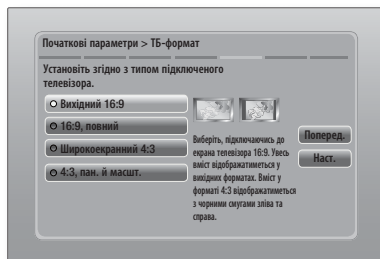 Початкові параметри > ТБ-формат
Установіть згідно з типом підключеного
телевізора.
Вихідний 16:9
16:9, повний
Широкоекранний 4:3
4:3, пан. й масшт.
Виберіть, підключаючись до
екрана телевізора 16:9. Увесь
вміст відображатиметься у
вихідних форматах. Вміст у
форматі 4:3 відображатиметься
з чорними смугами зліва та
справа.
Поперед.
Наст.